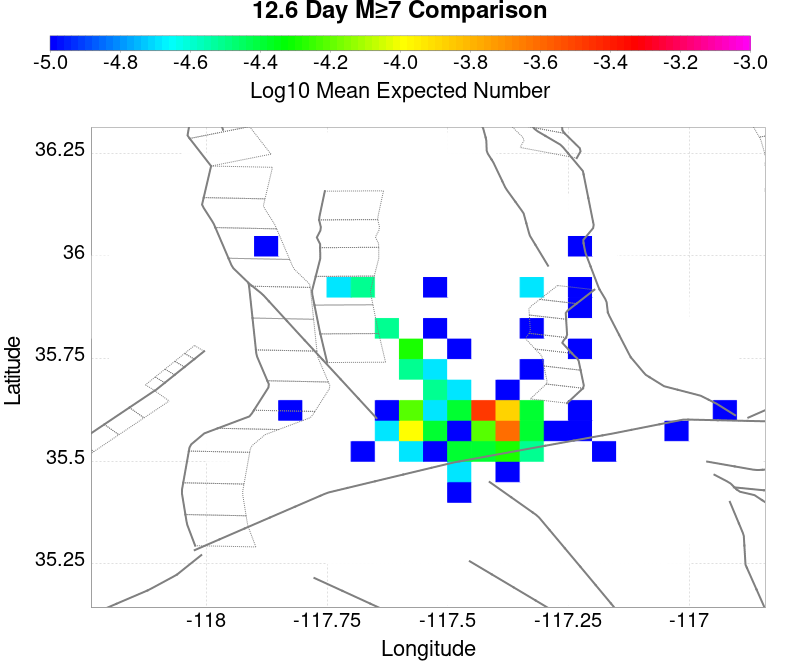 12.6 Day M≥7 Comparison
-5.0 -4.8 -4.6 -4.4 -4.2 -4.0 -3.8 -3.6 -3.4 -3.2 -3.0
Log10 Mean Expected Number
36.25
36
35.75
35.5
35.25
Latitude
-118 -117.75 -117.5 -117.25 -117
Longitude